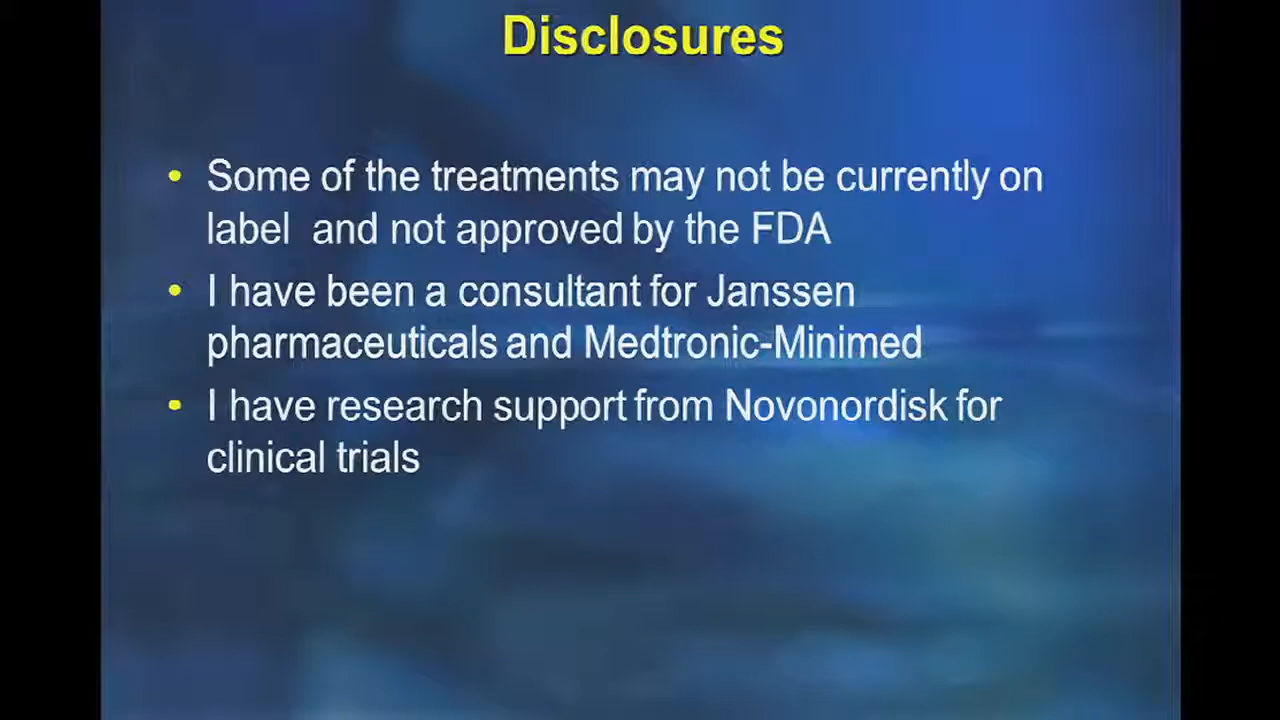 Disclosures
• Some of the treatments may not be currently on
label and not approved by the FDA
• I have been a consultant for Janssen
pharmaceuticals and Medtronic-Minimed
• I have research support from Novonordisk for
clinical trials